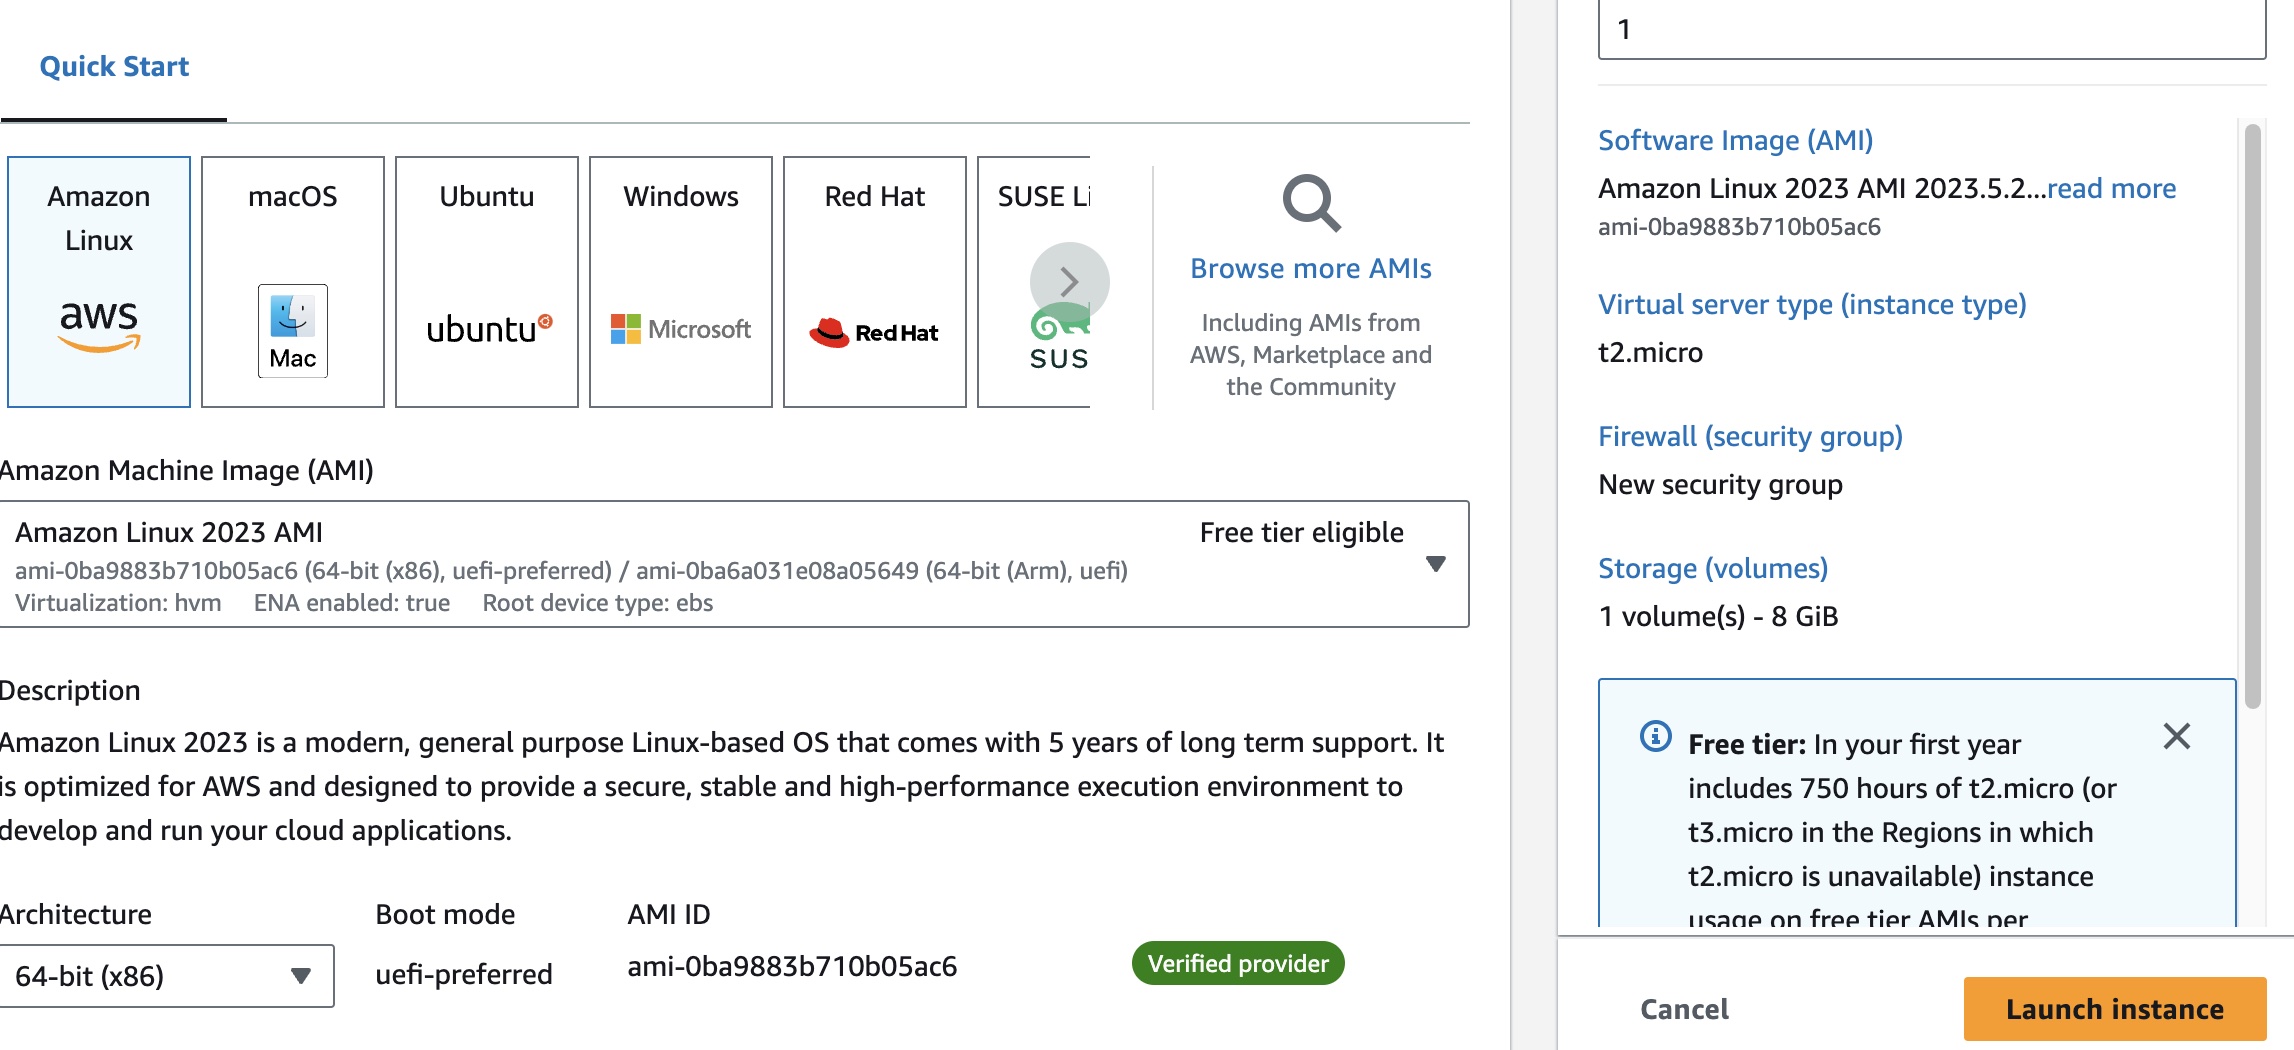 Quick Start
Amazon
Linux
aws
macOS
Mac
Ubuntu
ubuntu
Windows
Microsoft
Red Hat
Red Hat
SUSE Li
SUS
Browse more AMIs
Including AMIs from
AWS, Marketplace and
the Community
Amazon Machine Image (AMI)
Amazon Linux 2023 AMI
Free tier eligible
ami-0ba9883b710b05ac6 (64-bit (x86), uefi-preferred) / ami-0ba6a031e08a05649 (64-bit (Arm), uefi)
Virtualization: hvm ENA enabled: true Root device type: ebs
Description
Amazon Linux 2023 is a modern, general purpose Linux-based OS that comes with 5 years of long term support. It
is optimized for AWS and designed to provide a secure, stable and high-performance execution environment to
develop and run your cloud applications.
Architecture
64-bit (x86)
Boot mode
uefi-preferred
AMI ID
ami-0ba9883b710b05ac6
Verified provider
1
Software Image (AMI)
Amazon Linux 2023 AMI 2023.5.2...read more
ami-0ba9883b710b05ac6
Virtual server type (instance type)
t2.micro
Firewall (security group)
New security group
Storage (volumes)
1 volume(s) - 8 GiB
Free tier: In your first year
includes 750 hours of t2.micro (or
t3.micro in the Regions in which
t2.micro is unavailable) instance
usage on free tier AMIs per
Cancel
Launch instance